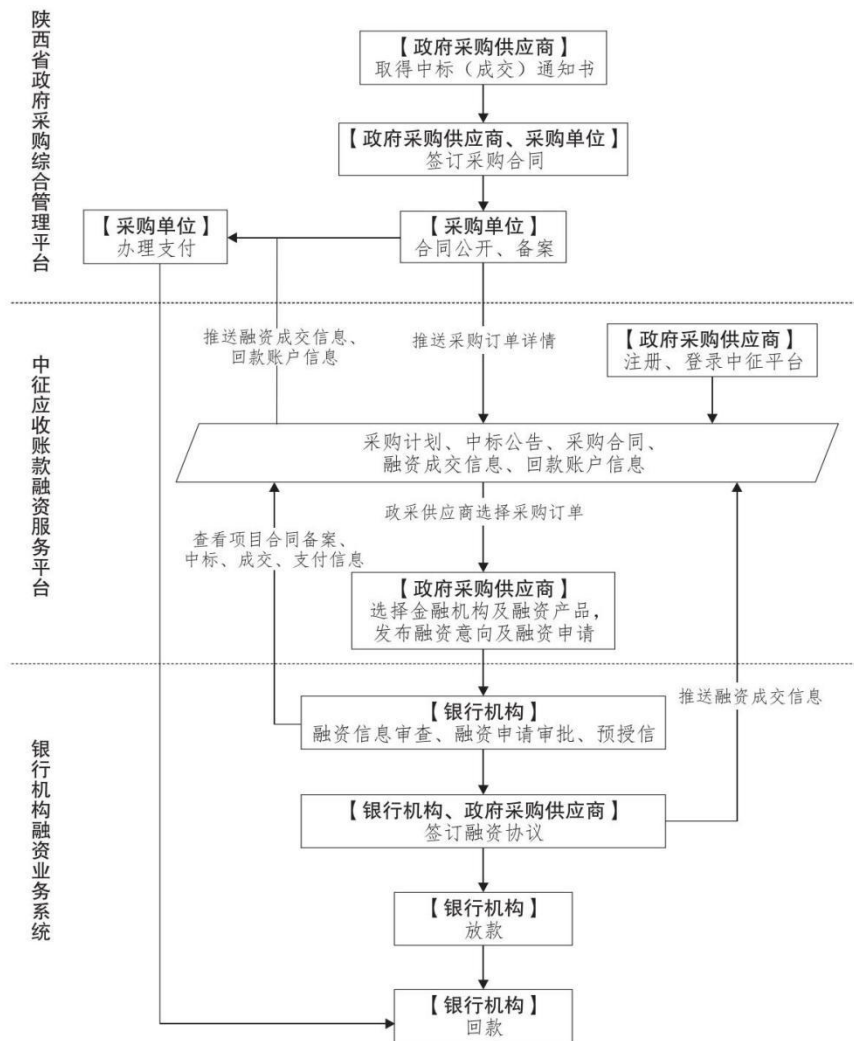 陕西省政府采购综合管理平台
【政府采购供应商】
取得中标（成交）通知书
【政府采购供应商、采购单位】
签订采购合同
【采购单位】
办理支付
【采购单位】
合同公开、备案
中征应收账款融资服务平台
推送融资成交信息、
回款账户信息
推送采购订单详情
【政府采购供应商】
注册、登录中征平台
采购计划、中标公告、采购合同、
融资成交信息、回款账户信息
政采供应商选择采购订单
查看项目合同备案、
中标、成交、支付信息
【政府采购供应商】
选择金融机构及融资产品，
发布融资意向及融资申请
银行机构融资业务系统
推送融资成交信息
【银行机构】
融资信息审查、融资申请审批、预授信
【银行机构、政府采购供应商】
签订融资协议
【银行机构】
放款
【银行机构】
回款